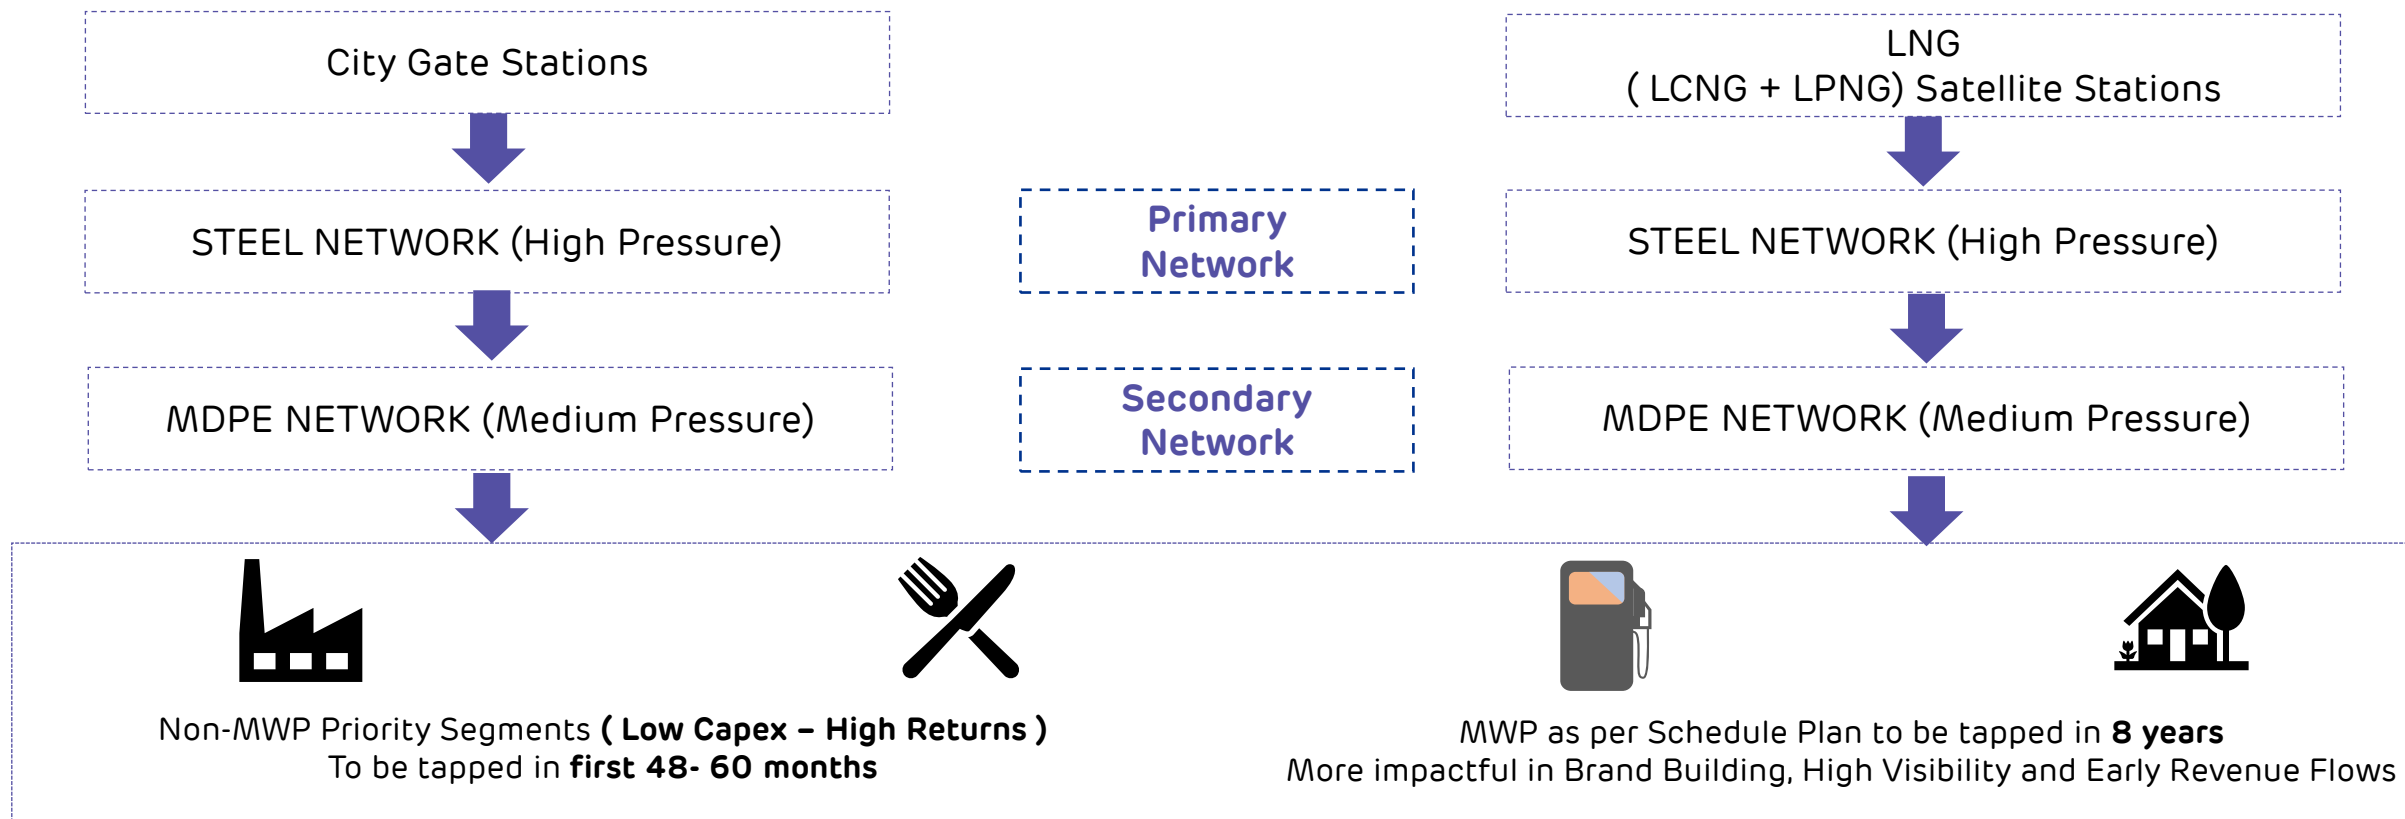 City Gate Stations
LNG
( LCNG + LPNG) Satellite Stations
STEEL NETWORK (High Pressure)
Primary
Network
STEEL NETWORK (High Pressure)
MDPE NETWORK (Medium Pressure)
Secondary
Network
MDPE NETWORK (Medium Pressure)
Non-MWP Priority Segments ( Low Capex – High Returns )
To be tapped in first 48- 60 months
MWP as per Schedule Plan to be tapped in 8 years
More impactful in Brand Building, High Visibility and Early Revenue Flows